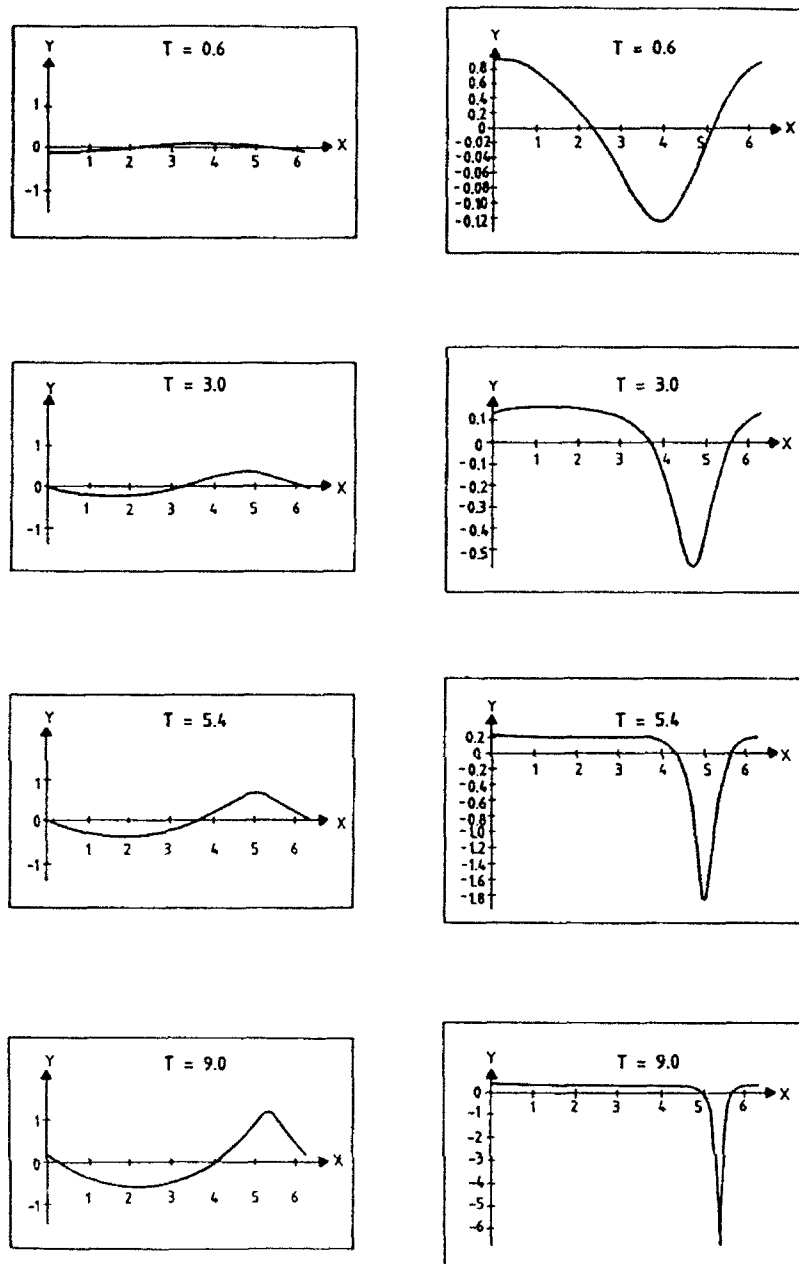 Y
T = 0.6
1
0
-1
1 2 3 4 5 6
X
Y
T = 0.6
0.8
0.6
0.4
0.2
0
-0.02
-0.04
-0.06
-0.08
-0.10
-0.12
1 2 3 4 5 6
X
Y
T = 3.0
1
0
-1
1 2 3 4 5 6
X
Y
T = 3.0
0.1
0
-0.1
-0.2
-0.3
-0.4
-0.5
1 2 3 4 5 6
X
Y
T = 5.4
1
0
-1
1 2 3 4 5 6
X
Y
T = 5.4
0.2
0
-0.2
-0.4
-0.6
-0.8
-1.0
-1.2
-1.4
-1.6
-1.8
1 2 3 4 5 6
X
Y
T = 9.0
1
0
-1
1 2 3 4 5 6
X
Y
T = 9.0
0
-1
-2
-3
-4
-5
-6
1 2 3 4 5 6
X